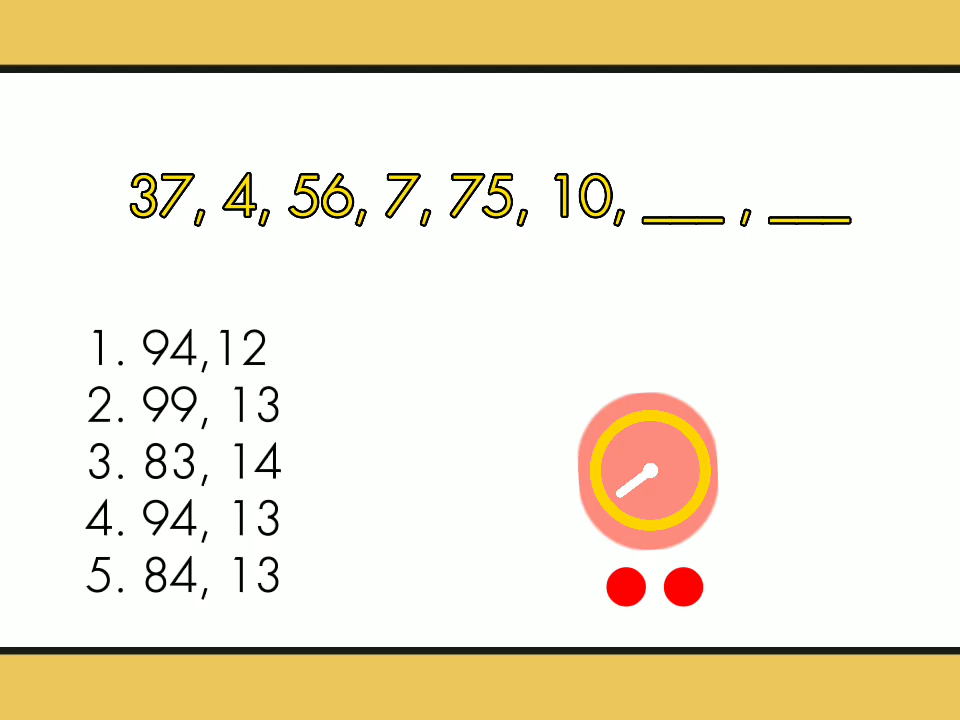 37, 4, 56, 7, 75, 10, ___ , ___
1. 94,12
2. 99, 13
3. 83, 14
4. 94, 13
5. 84, 13